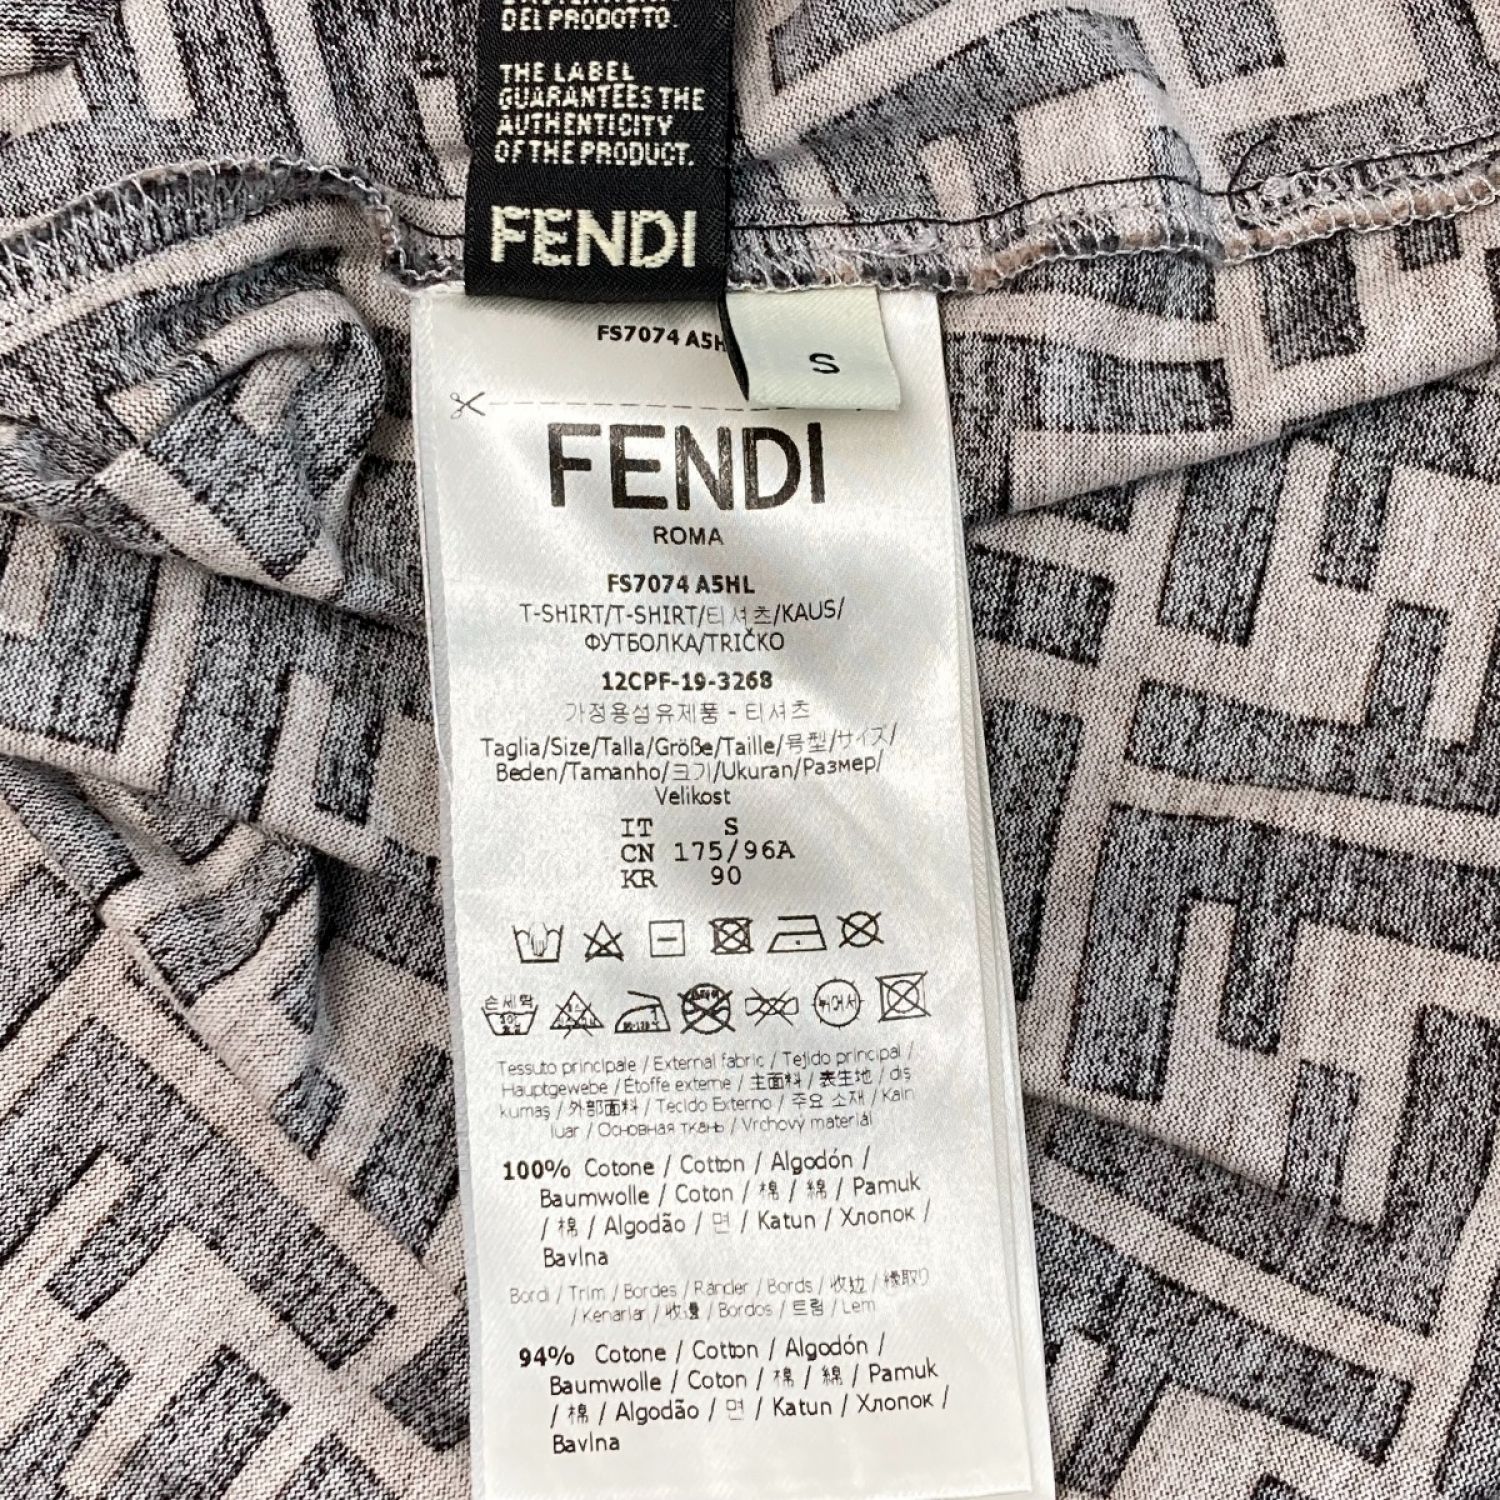 DEL PRODOTTO.
THE LABEL
GUARANTEES THE
AUTHENTICITY
OF THE PRODUCT.
FENDI
FS7074 A5H
S
FENDI
ROMA
FS7074 A5HL
T-SHIRT/T-SHIRT/티셔츠/KAUS/
ФУТБОЛКА/TRIČKO
12CPF-19-3268
가정용섬유제품 - 티셔츠
Taglia/Size/Talla/Größe/Taille/号型/サイズ/
Beden/Tamanho/크기/Ukuran/Размер/
Velikost
IT S
CN 175/96A
KR 90
손세탁
Tessuto principale / External fabric / Tejido principal /
Hauptgewebe / Étoffe externe / 主面料 / 表生地 / dış
kumaş / 外部面料 / Tecido Externo / 주요 소재 / Kain
luar / Основная ткань / Vrchový materiál
100% Cotone / Cotton / Algodón /
Baumwolle / Coton / 棉 / 綿 / Pamuk
/ 棉 / Algodão / 면 / Katun / Хлопок /
Bavlna
Bordi / Trim / Bordes / Ränder / Bords / 收边 / 縁取り
/ Kenarlar / 收邊 / Bordos / 트림 / Lem
94% Cotone / Cotton / Algodón /
Baumwolle / Coton / 棉 / 綿 / Pamuk
/ 棉 / Algodão / 면 / Katun / Хлопок /
Bavlna